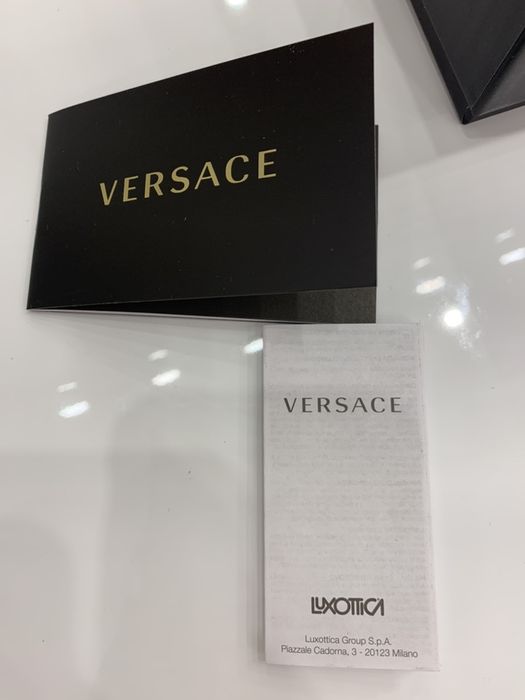 VERSACE
VERSACE
LUXOTTICA
Luxottica Group S.p.A.
Piazzale Cadorna, 3 - 20123 Milano